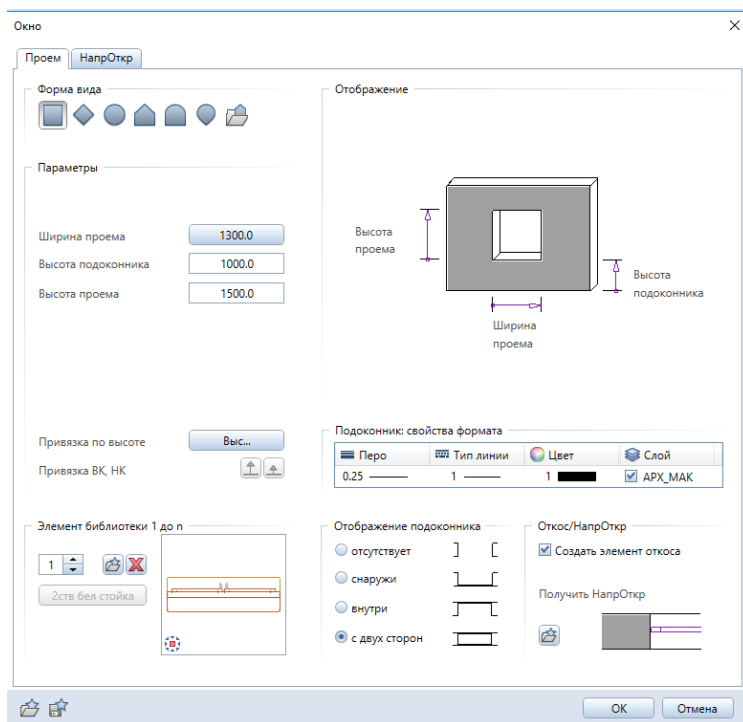 Окно
Проем НапрОткр
Форма вида
Отображение
Параметры
Ширина проема 1300.0
Высота подоконника 1000.0
Высота проема 1500.0
Высота
проема
Высота
подоконника
Ширина
проема
Привязка по высоте Выс...
Привязка ВК, НК
Подоконник: свойства формата
Перо Тип линии Цвет Слой
0.25 1 1 АРХ_МАК
Элемент библиотеки 1 до n
1
2ств бел стойка
Отображение подоконника
отсутствует
снаружи
внутри
с двух сторон
Откос/НапрОткр
Создать элемент откоса
Получить НапрОткр
ОК Отмена